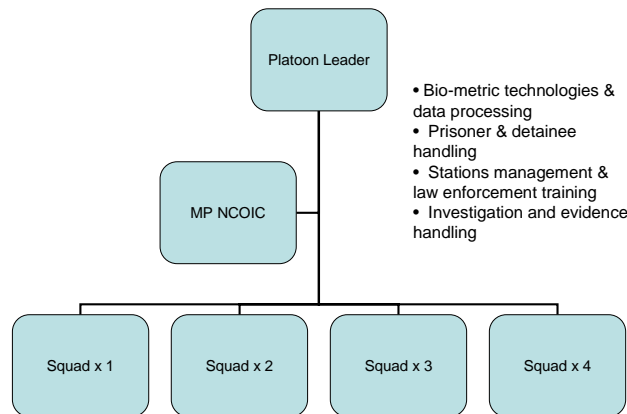 Platoon Leader
• Bio-metric technologies &
data processing
• Prisoner & detainee
handling
• Stations management &
law enforcement training
• Investigation and evidence
handling
MP NCOIC
Squad x 1
Squad x 2
Squad x 3
Squad x 4